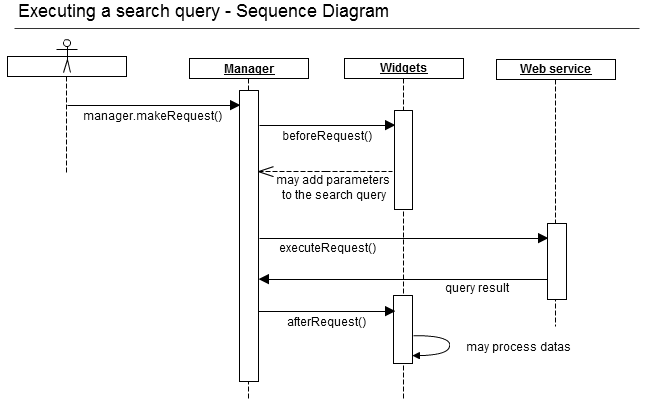 Executing a search query - Sequence Diagram
Manager
Widgets
Web service
manager.makeRequest()
beforeRequest()
may add parameters
to the search query
executeRequest()
query result
afterRequest()
may process datas